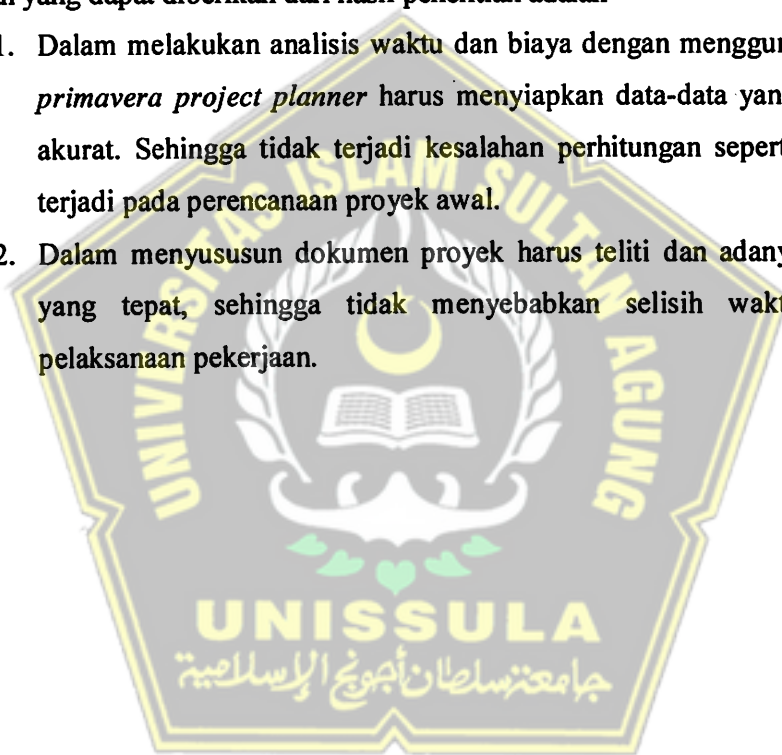 yang dapat diberikan dari hasil penelitian adalah
1. Dalam melakukan analisis waktu dan biaya dengan menggu
primavera project planner harus menyiapkan data-data yan
akurat. Sehingga tidak terjadi kesalahan perhitungan sepert
terjadi pada perencanaan proyek awal.
2. Dalam menyususun dokumen proyek harus teliti dan adany
yang tepat, sehingga tidak menyebabkan selisih wakt
pelaksanaan pekerjaan.
UNIVERSITAS ISLAM SULTAN AGUNG
UNISSULA
جامعة سلطان أجونج الإسلامية